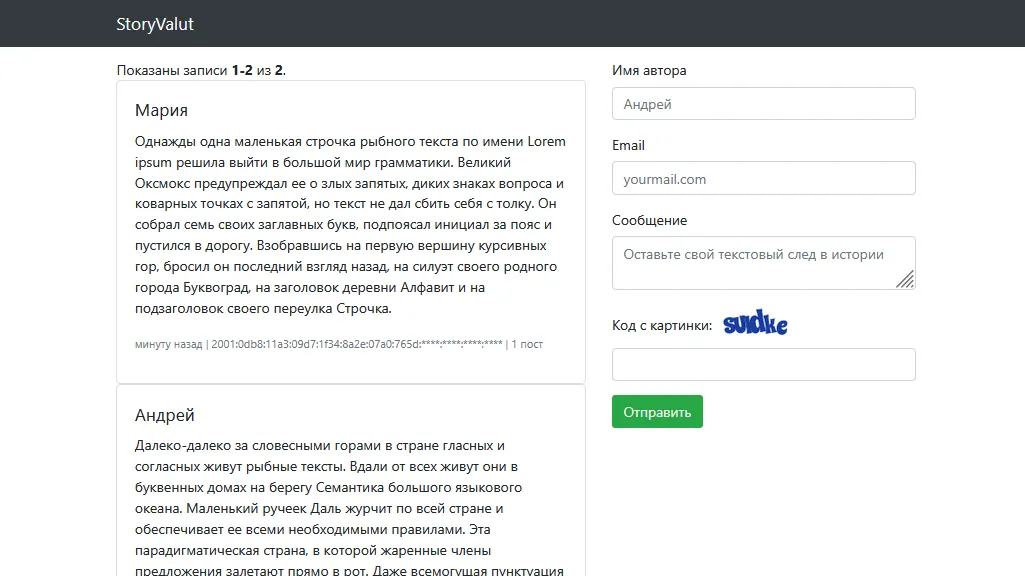 StoryValut
Показаны записи 1-2 из 2.
Мария
Однажды одна маленькая строчка рыбного текста по имени Lorem
ipsum решила выйти в большой мир грамматики. Великий
Оксмокс предупреждал ее о злых запятых, диких знаках вопроса и
коварных точках с запятой, но текст не дал сбить себя с толку. Он
собрал семь своих заглавных букв, подпоясал инициал за пояс и
пустился в дорогу. Взобравшись на первую вершину курсивных
гор, бросил он последний взгляд назад, на силуэт своего родного
города Буквоград, на заголовок деревни Алфавит и на
подзаголовок своего переулка Строчка.
минуту назад | 2001:0db8:11a3:09d7:1f34:8a2e:07a0:765d:****:****:****:**** | 1 пост
Андрей
Далеко-далеко за словесными горами в стране гласных и
согласных живут рыбные тексты. Вдали от всех живут они в
буквенных домах на берегу Семантика большого языкового
океана. Маленький ручеек Даль журчит по всей стране и
обеспечивает ее всеми необходимыми правилами. Эта
парадигматическая страна, в которой жаренные члены
предложения залетают прямо в рот. Даже всемогущая пунктуация
Имя автора
Андрей
Email
yourmail.com
Сообщение
Оставьте свой текстовый след в истории
Код с картинки:
Отправить